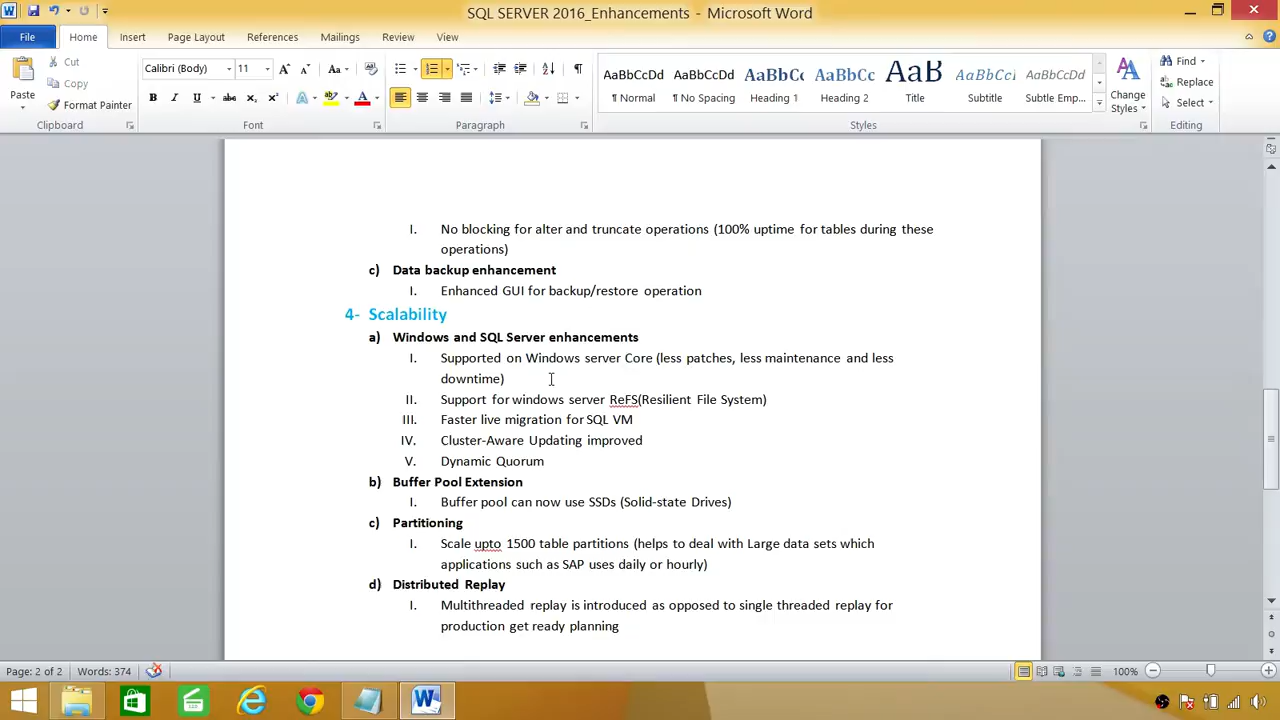 SQL SERVER 2016_Enhancements - Microsoft Word
File Home Insert Page Layout References Mailings Review View
Paste
Cut
Copy
Format Painter
Clipboard
Calibri (Body) 11
Font
Paragraph
AaBbCcDd AaBbCcDd AaBbCc AaBbCc AaB AaBbCcI AaBbCcDd
¶ Normal ¶ No Spacing Heading 1 Heading 2 Title Subtitle Subtle Emp...
Styles
Change Styles
Find
Replace
Select
Editing
I. No blocking for alter and truncate operations (100% uptime for tables during these
operations)
c) Data backup enhancement
I. Enhanced GUI for backup/restore operation
4- Scalability
a) Windows and SQL Server enhancements
I. Supported on Windows server Core (less patches, less maintenance and less
downtime)
II. Support for windows server ReFS(Resilient File System)
III. Faster live migration for SQL VM
IV. Cluster-Aware Updating improved
V. Dynamic Quorum
b) Buffer Pool Extension
I. Buffer pool can now use SSDs (Solid-state Drives)
c) Partitioning
I. Scale upto 1500 table partitions (helps to deal with Large data sets which
applications such as SAP uses daily or hourly)
d) Distributed Replay
I. Multithreaded replay is introduced as opposed to single threaded replay for
production get ready planning
Page: 2 of 2 Words: 374 100%